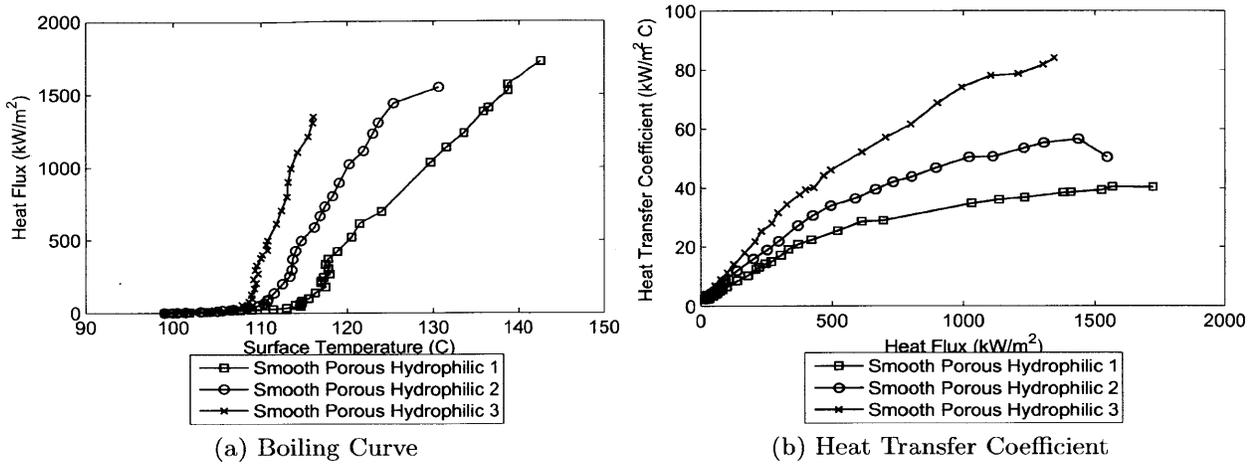 2000
1500
1000
500
0
90
100
110
120
130
140
150
Heat Flux (kW/m²)
Surface Temperature (C)
Smooth Porous Hydrophilic 1
Smooth Porous Hydrophilic 2
Smooth Porous Hydrophilic 3
(a) Boiling Curve
100
80
60
40
20
0
0
500
1000
1500
2000
Heat Transfer Coefficient (kW/m² C)
Heat Flux (kW/m²)
Smooth Porous Hydrophilic 1
Smooth Porous Hydrophilic 2
Smooth Porous Hydrophilic 3
(b) Heat Transfer Coefficient